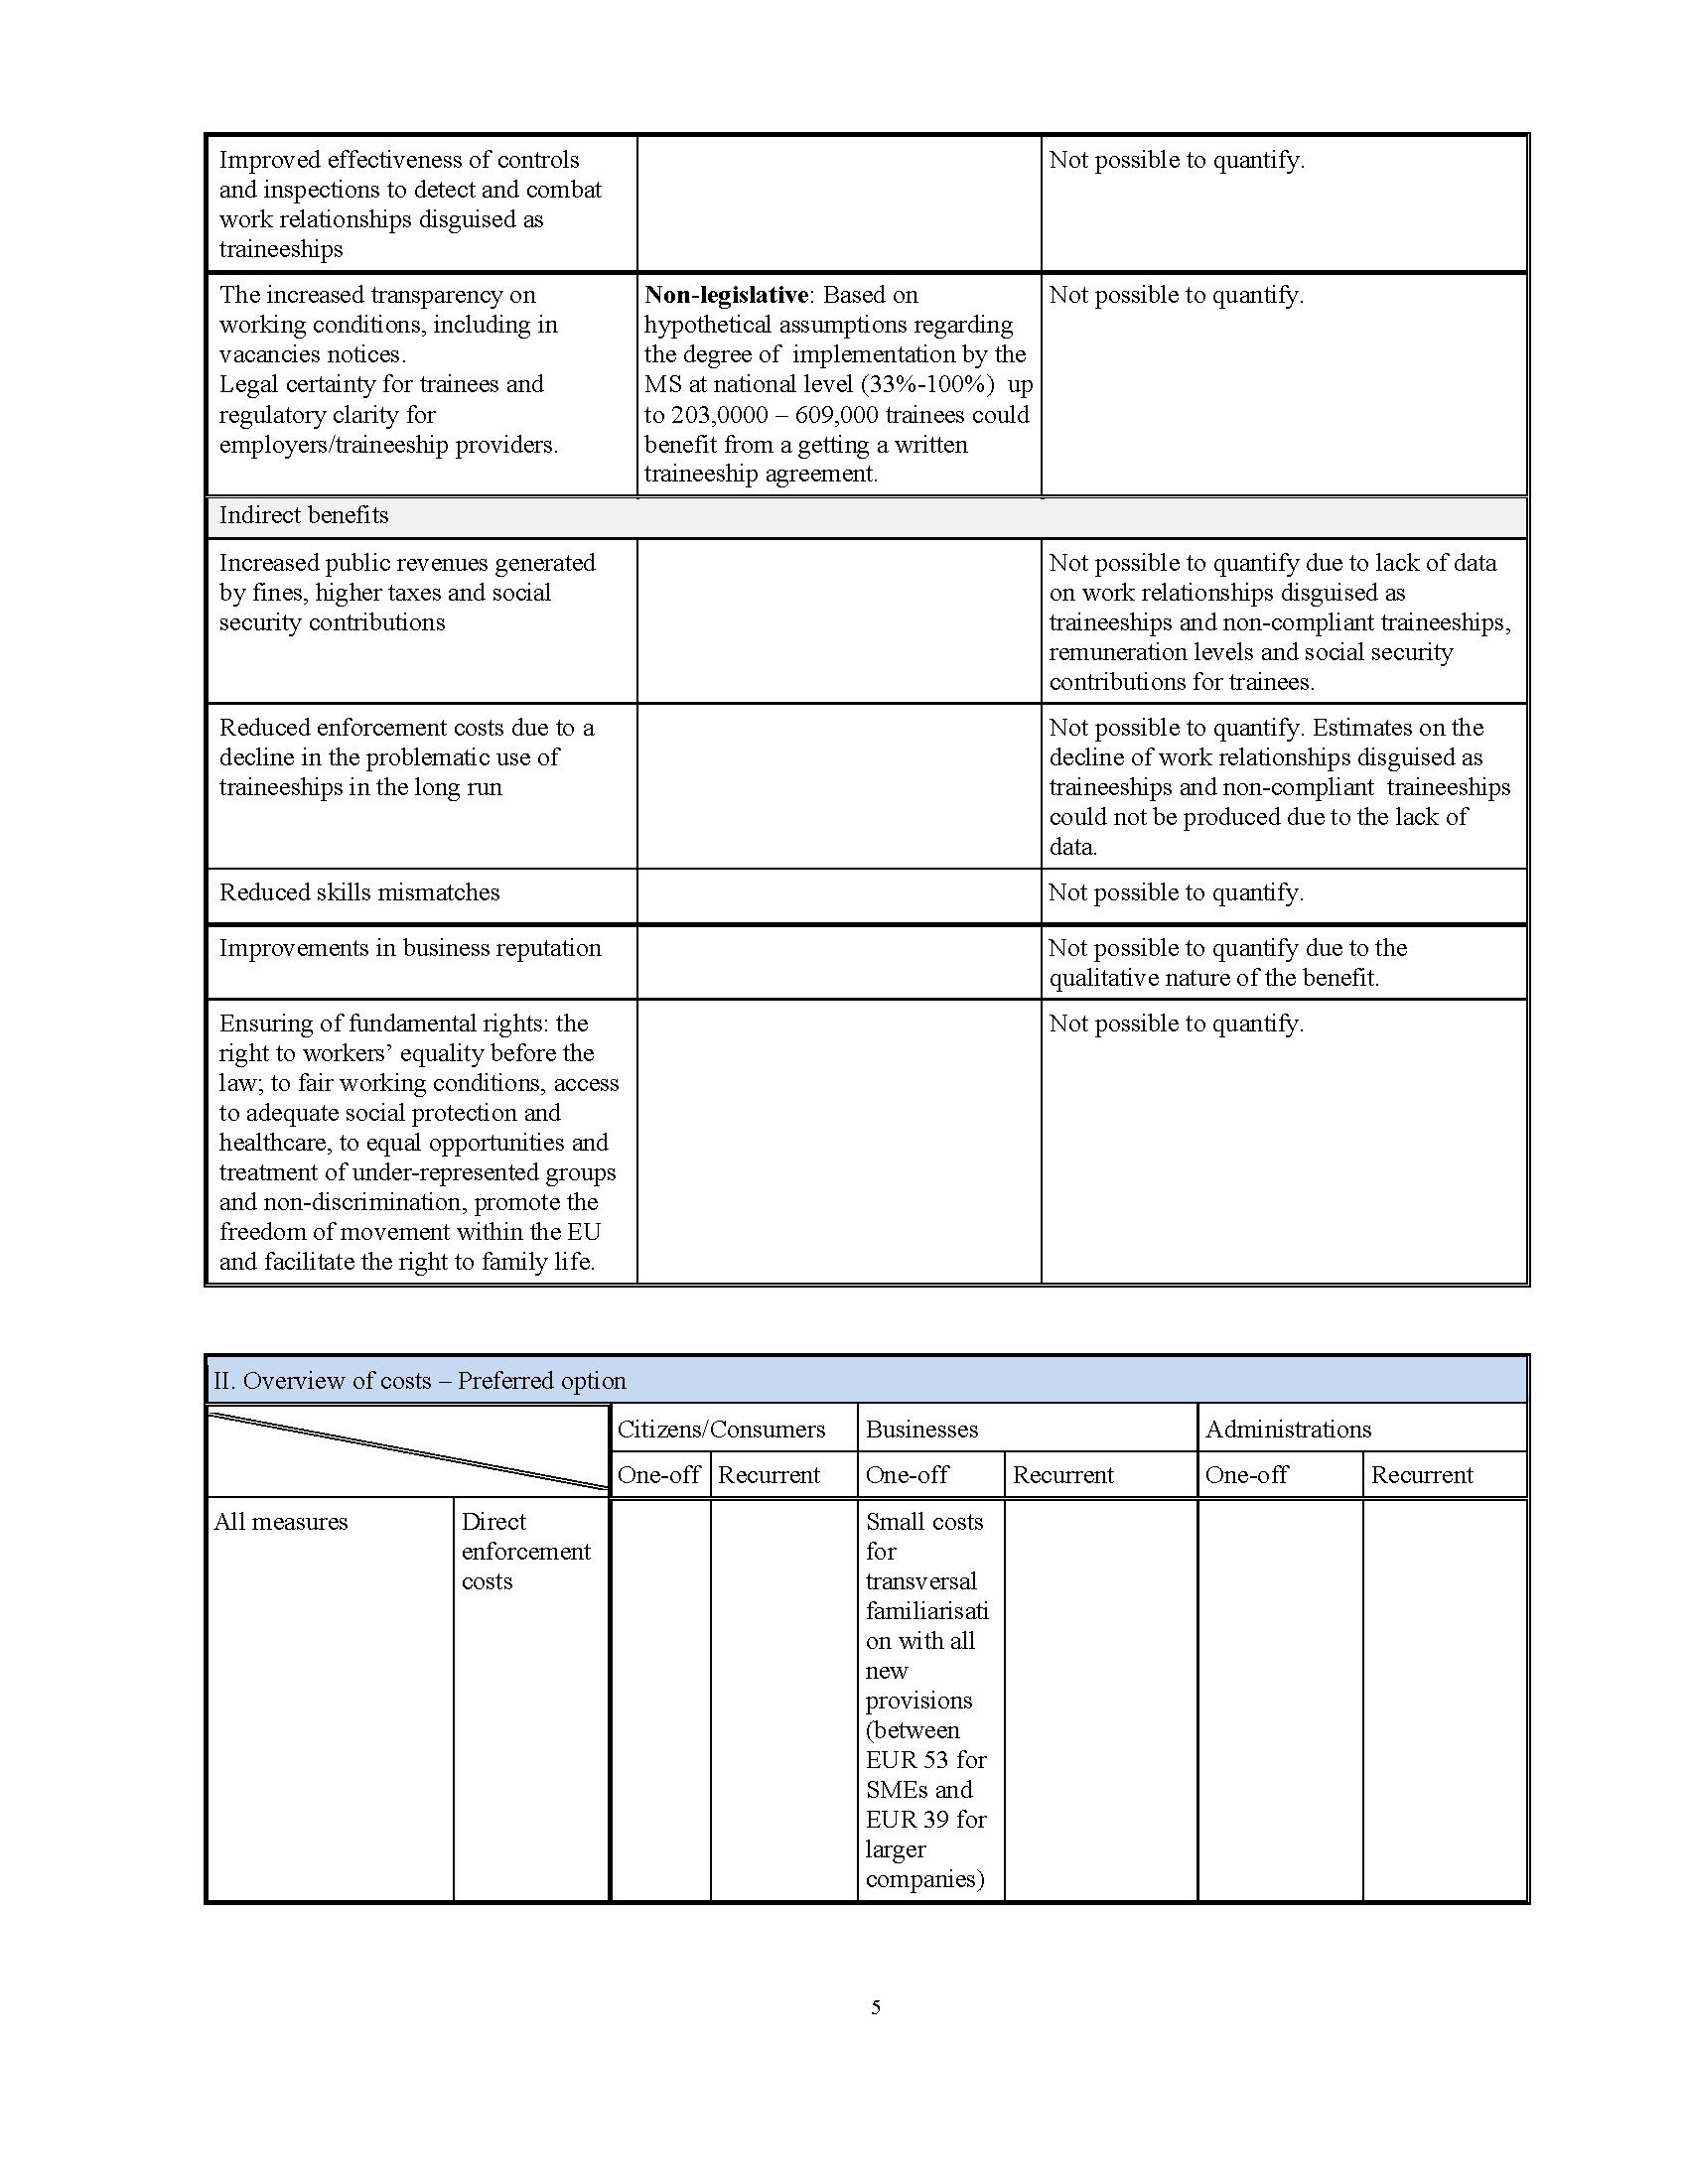 Improved effectiveness of controls
and inspections to detect and combat
work relationships disguised as
traineeships
Not possible to quantify.
The increased transparency on
working conditions, including in
vacancies notices.
Legal certainty for trainees and
regulatory clarity for
employers/traineeship providers.
Non-legislative: Based on
hypothetical assumptions regarding
the degree of implementation by the
MS at national level (33%-100%) up
to 203,0000 – 609,000 trainees could
benefit from a getting a written
traineeship agreement.
Not possible to quantify.
Indirect benefits
Increased public revenues generated
by fines, higher taxes and social
security contributions
Not possible to quantify due to lack of data
on work relationships disguised as
traineeships and non-compliant traineeships,
remuneration levels and social security
contributions for trainees.
Reduced enforcement costs due to a
decline in the problematic use of
traineeships in the long run
Not possible to quantify. Estimates on the
decline of work relationships disguised as
traineeships and non-compliant traineeships
could not be produced due to the lack of
data.
Reduced skills mismatches
Not possible to quantify.
Improvements in business reputation
Not possible to quantify due to the
qualitative nature of the benefit.
Ensuring of fundamental rights: the
right to workers’ equality before the
law; to fair working conditions, access
to adequate social protection and
healthcare, to equal opportunities and
treatment of under-represented groups
and non-discrimination, promote the
freedom of movement within the EU
and facilitate the right to family life.
Not possible to quantify.
II. Overview of costs – Preferred option
Citizens/Consumers
Businesses
Administrations
One-off
Recurrent
One-off
Recurrent
One-off
Recurrent
All measures
Direct
enforcement
costs
Small costs
for
transversal
familiarisati
on with all
new
provisions
(between
EUR 53 for
SMEs and
EUR 39 for
larger
companies)
5